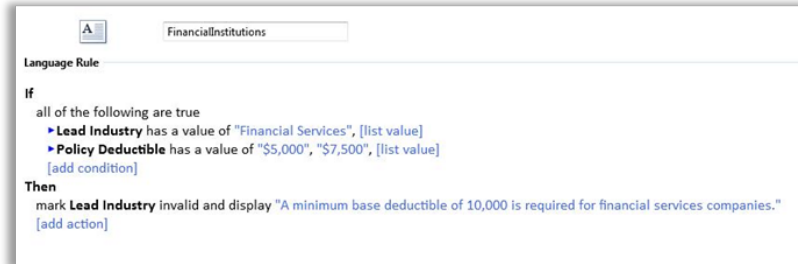 A
FinancialInstitutions
Language Rule
If
all of the following are true
Lead Industry has a value of "Financial Services", [list value]
Policy Deductible has a value of "$5,000", "$7,500", [list value]
[add condition]
Then
mark Lead Industry invalid and display "A minimum base deductible of 10,000 is required for financial services companies."
[add action]